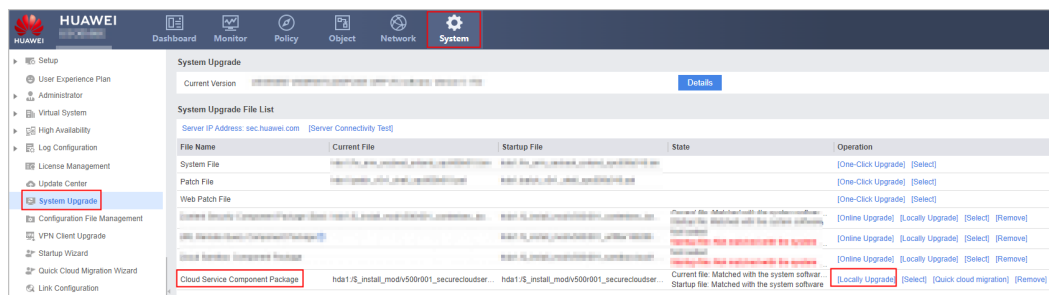 HUAWEI
HUAWEI
Dashboard Monitor Policy Object Network System
Setup
User Experience Plan
Administrator
Virtual System
High Availability
Log Configuration
License Management
Update Center
System Upgrade
Configuration File Management
VPN Client Upgrade
Startup Wizard
Quick Cloud Migration Wizard
Link Configuration
System Upgrade
Current Version Details
System Upgrade File List
Server IP Address: sec.huawei.com [Server Connectivity Test]
File Name Current File Startup File State Operation
System File [One-Click Upgrade] [Select]
Patch File [One-Click Upgrade] [Select]
Web Patch File [One-Click Upgrade] [Select]
[Online Upgrade] [Locally Upgrade] [Select] [Remove]
[Online Upgrade] [Locally Upgrade] [Select] [Remove]
[Online Upgrade] [Locally Upgrade] [Select] [Remove]
Cloud Service Component Package hda1:/$_install_mod/v500r001_securecloudser... hda1:/$_install_mod/v500r001_securecloudser... Current file: Matched with the system softwar... [Locally Upgrade] [Select] [Quick cloud migration] [Remove]
Startup file: Matched with the system software